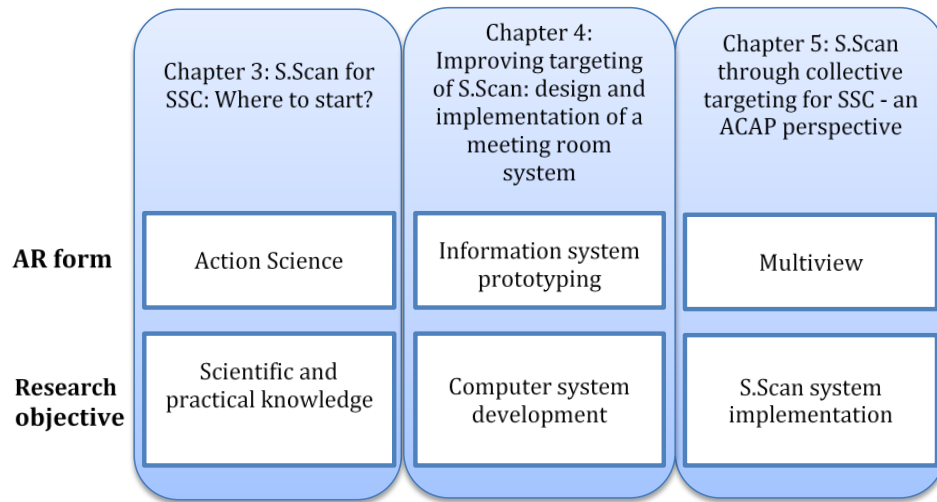 Chapter 3: S.Scan for
SSC: Where to start?
Chapter 4:
Improving targeting
of S.Scan: design and
implementation of a
meeting room
system
Chapter 5: S.Scan
through collective
targeting for SSC - an
ACAP perspective
AR form
Action Science
Information system
prototyping
Multiview
Research
objective
Scientific and
practical knowledge
Computer system
development
S.Scan system
implementation